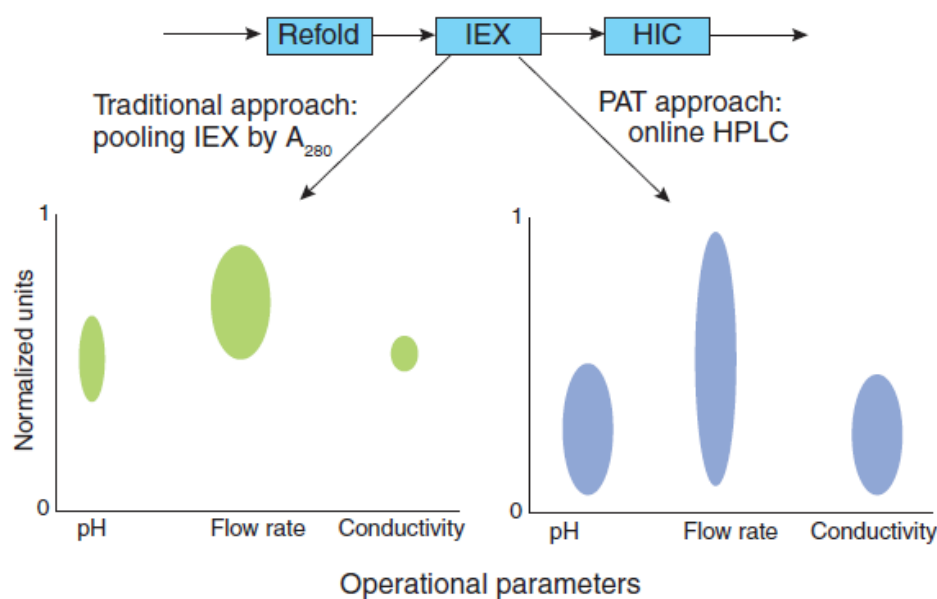 Refold
IEX
HIC
Traditional approach:
pooling IEX by A280
PAT approach:
online HPLC
1
0
Normalized units
pH
Flow rate
Conductivity
1
0
pH
Flow rate
Conductivity
Operational parameters